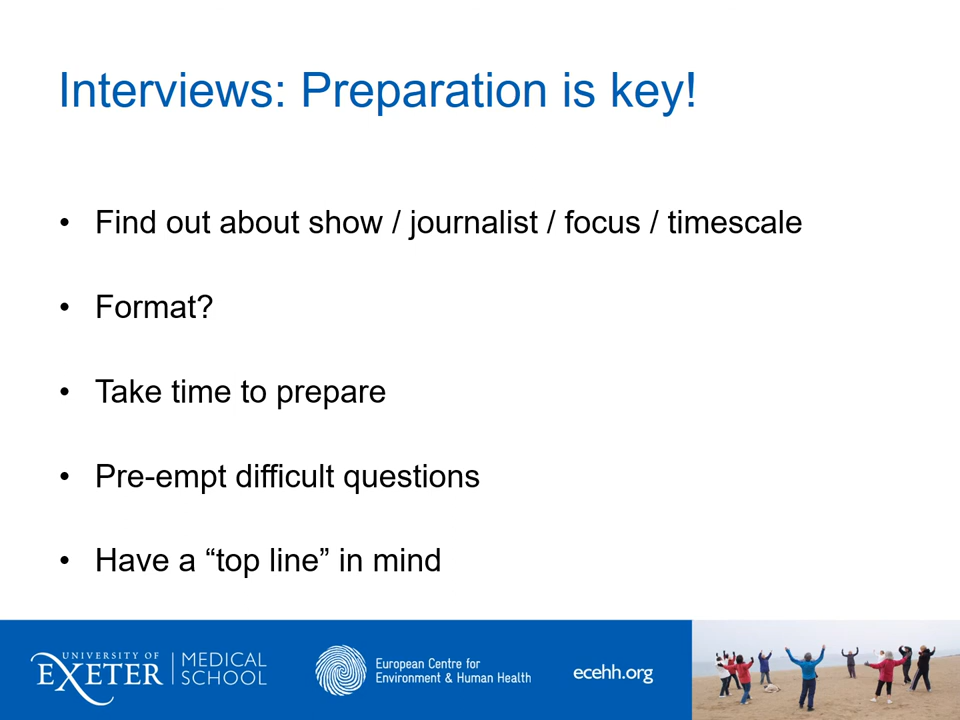 Interviews: Preparation is key!
• Find out about show / journalist / focus / timescale
• Format?
• Take time to prepare
• Pre-empt difficult questions
• Have a “top line” in mind
UNIVERSITY OF
EXETER
MEDICAL
SCHOOL
European Centre for
Environment & Human Health
ecehh.org